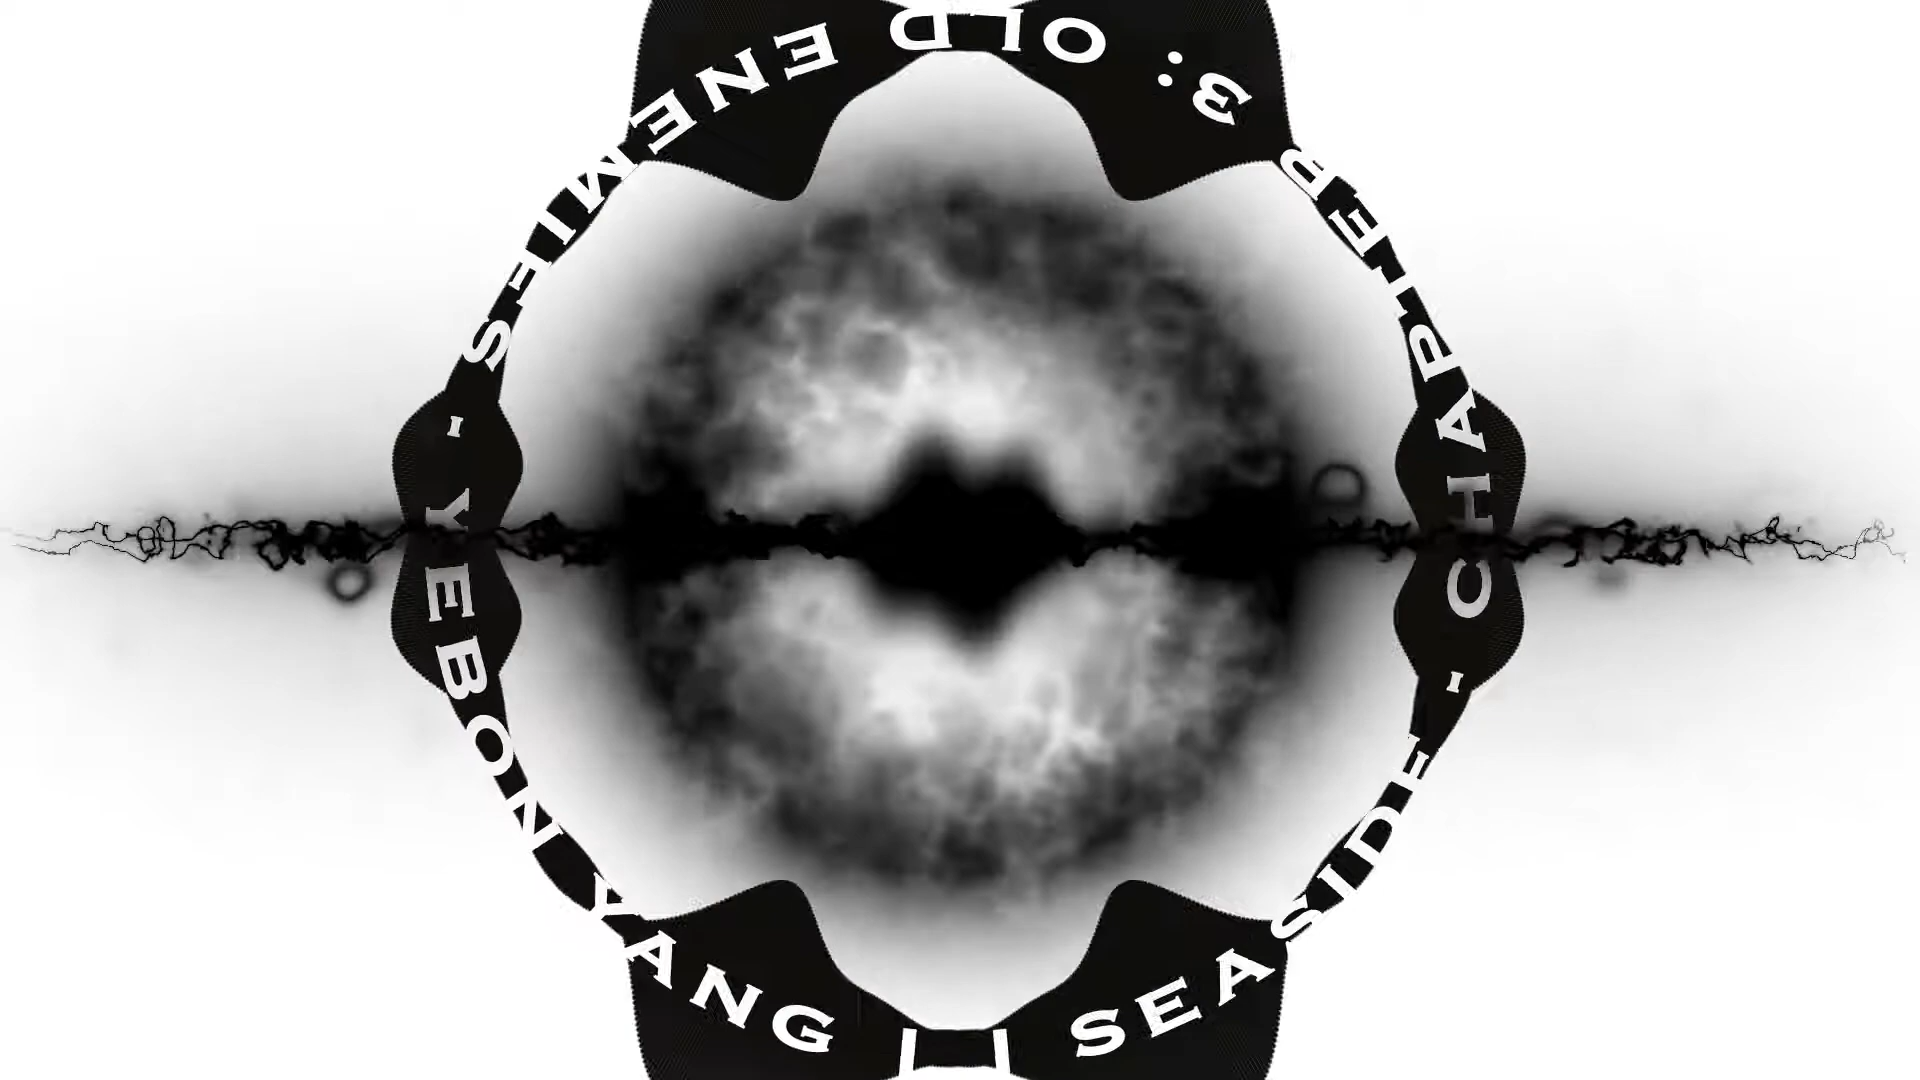 SEASIDE - CHAPTER 3: OLD ENEMIES - YEBON YANG | |